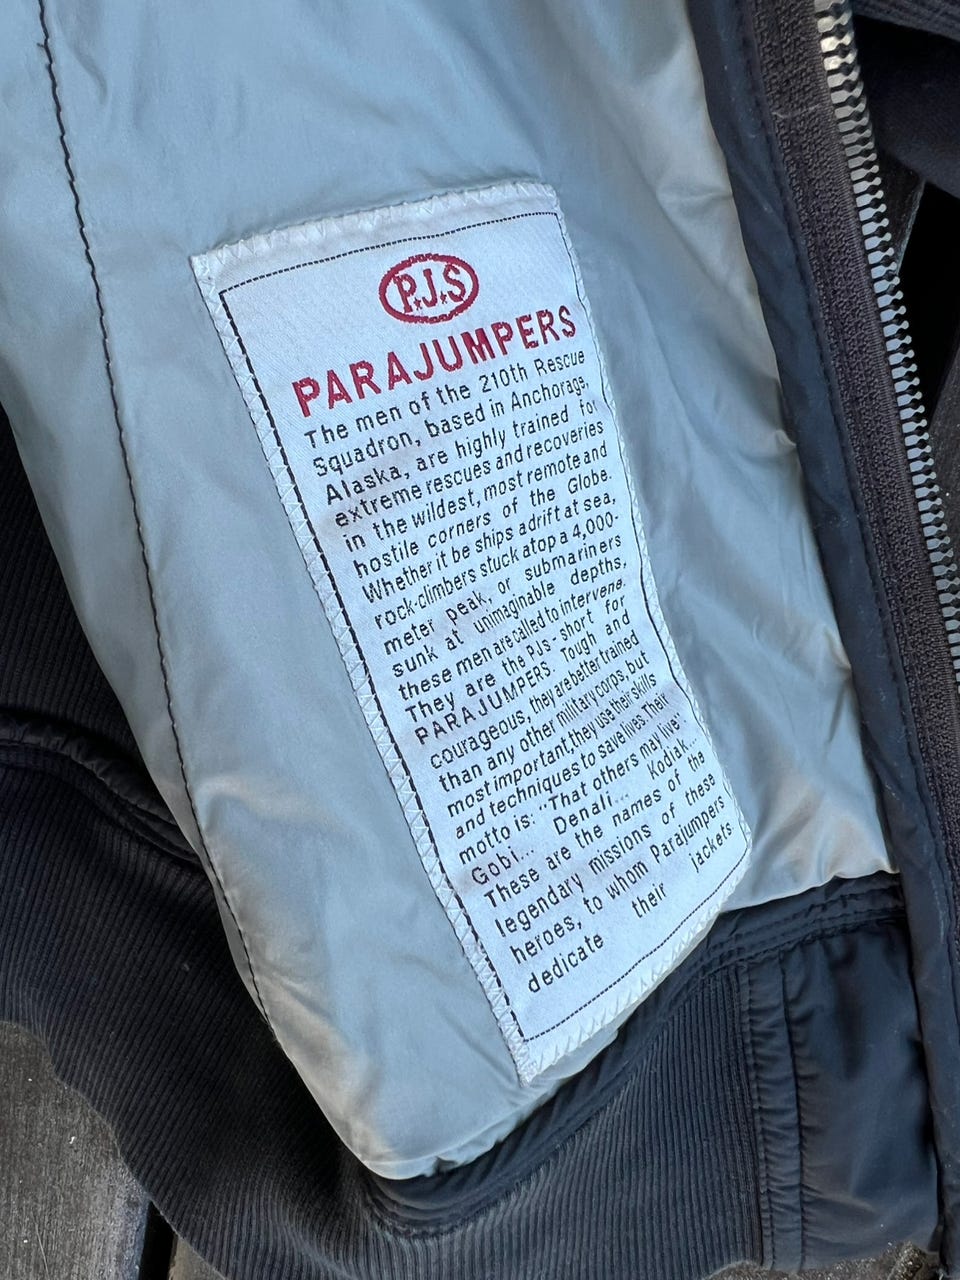 P.J.S
PARAJUMPERS
The men of the 210th Rescue
Squadron, based in Anchorage,
Alaska, are highly trained for
extreme rescues and recoveries
in the wildest, most remote and
hostile corners of the Globe.
Whether it be ships adrift at sea,
rock-climbers stuck atop a 4,000-
meter peak, or submariners
sunk at unimaginable depths,
these men are called to intervene.
They are the PJs - short for
PARAJUMPERS. Tough and
courageous, they are better trained
than any other military corps, but
most important, they use their skills
and techniques to save lives. Their
motto is: "That others may live".
Denali... Kodiak...
Gobi...
These are the names of the
legendary missions of these
heroes, to whom Parajumpers
dedicate their jackets.